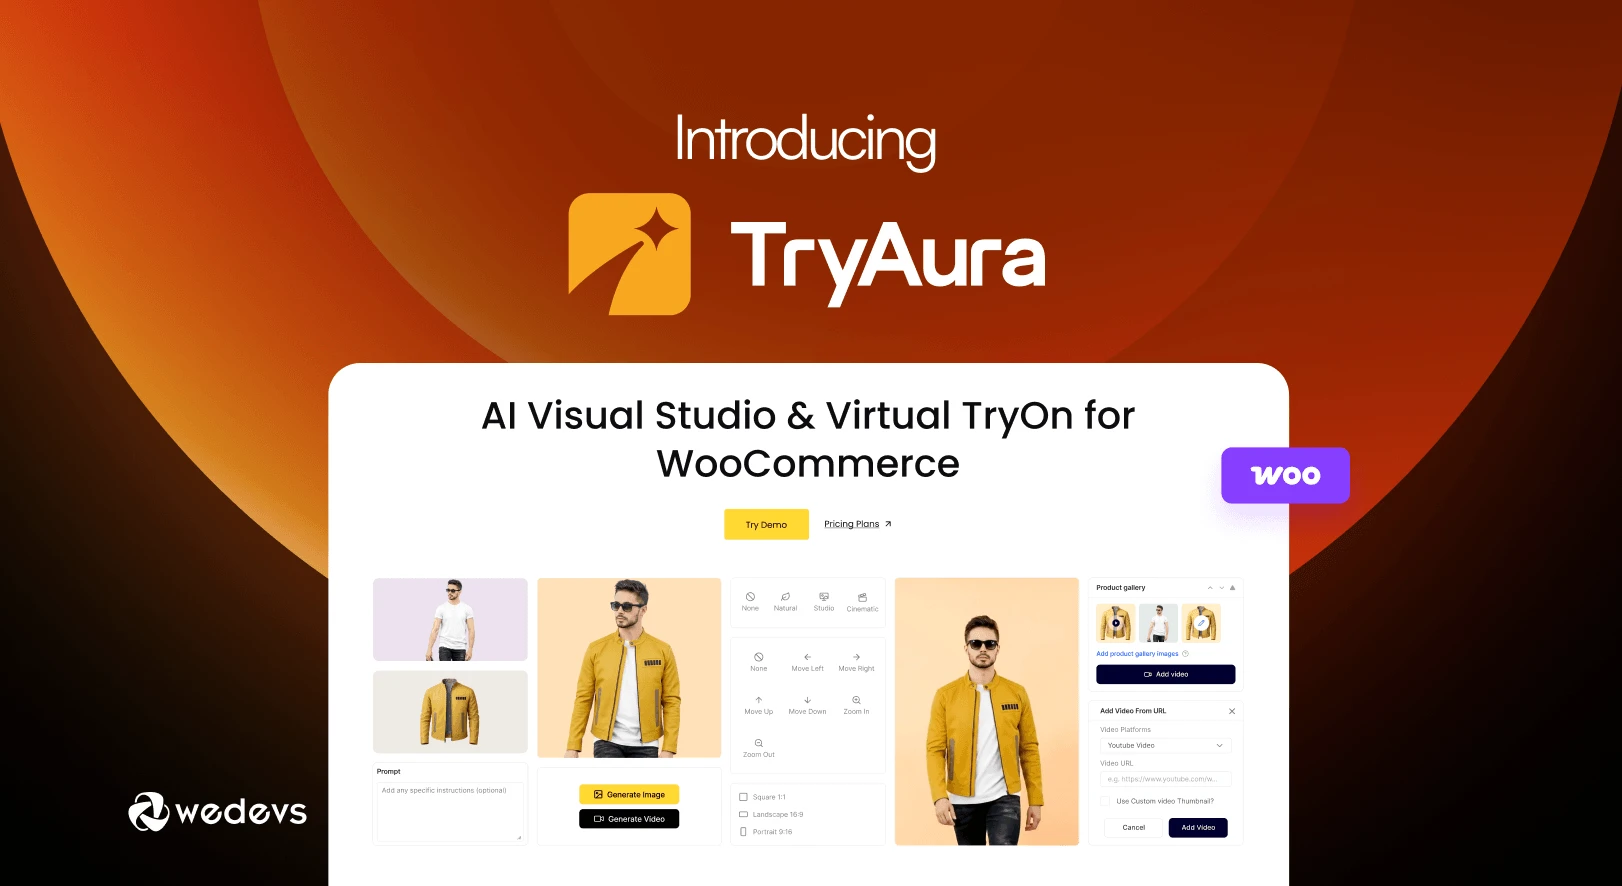 Introducing
TryAura
AI Visual Studio & Virtual TryOn for
WooCommerce
woo
Try Demo
Pricing Plans
Prompt
Add any specific instructions (optional)
Generate Image
Generate Video
None
Natural
Studio
Cinematic
None
Move Left
Move Right
Move Up
Move Down
Zoom In
Zoom Out
Square 1:1
Landscape 16:9
Portrait 9:16
Product gallery
Add product gallery images
Add video
Add Video From URL
Video Platforms
Youtube Video
Video URL
e.g. https://www.youtube.com/w...
Use Custom video Thumbnail?
Cancel
Add Video
wedevs